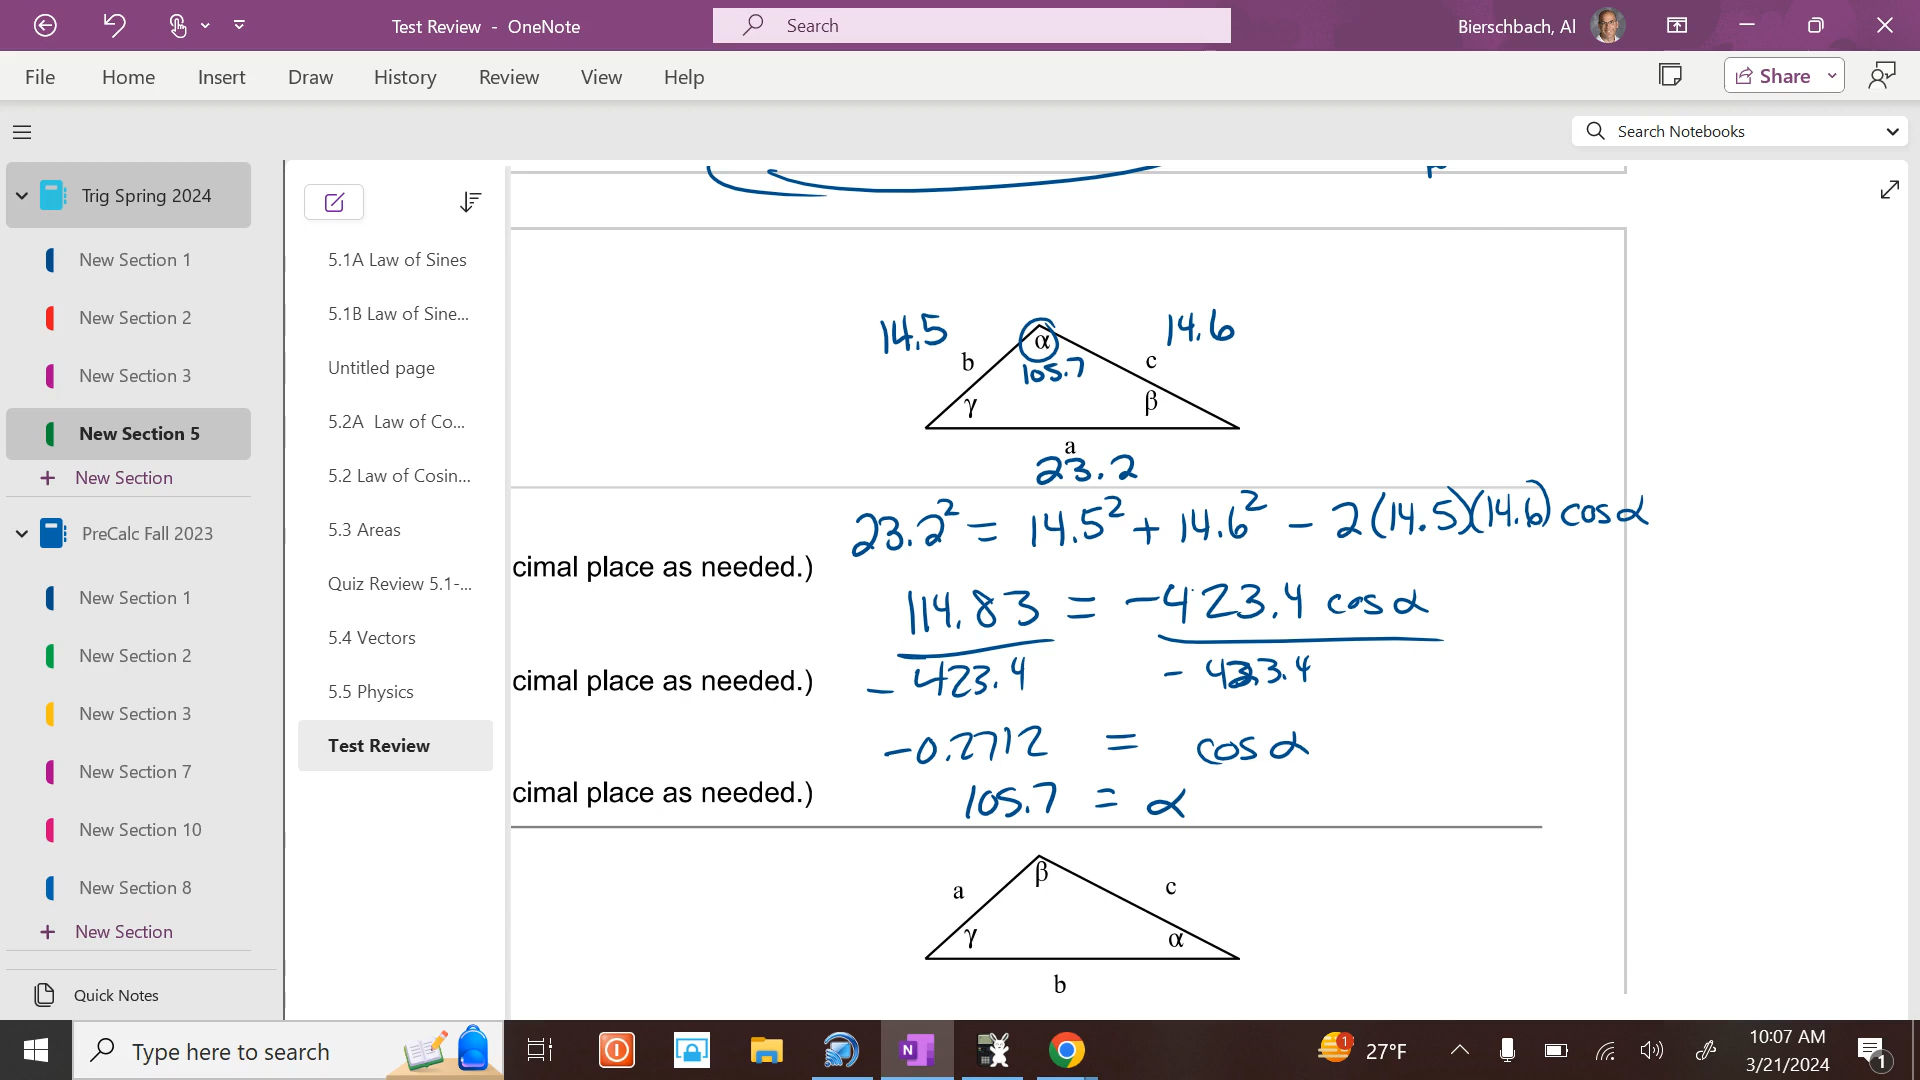 Test Review - OneNote
Search
Bierschbach, Al
File Home Insert Draw History Review View Help
Share
Search Notebooks
Trig Spring 2024
New Section 1
New Section 2
New Section 3
New Section 5
New Section
PreCalc Fall 2023
New Section 1
New Section 2
New Section 3
New Section 7
New Section 10
New Section 8
New Section
Quick Notes
5.1A Law of Sines
5.1B Law of Sine...
Untitled page
5.2A Law of Co...
5.2 Law of Cosin...
5.3 Areas
Quiz Review 5.1-...
5.4 Vectors
5.5 Physics
Test Review
14.5 14.6
α
b 105.7 c
γ β
a
23.2
23.2² = 14.5² + 14.6² - 2(14.5)(14.6) cosα
cimal place as needed.)
114.83 = -423.4 cosα
-423.4 -423.4
cimal place as needed.)
-0.2712 = cosα
cimal place as needed.) 105.7 = α
β
a c
γ α
b
Type here to search
1
27°F
10:07 AM
3/21/2024
1